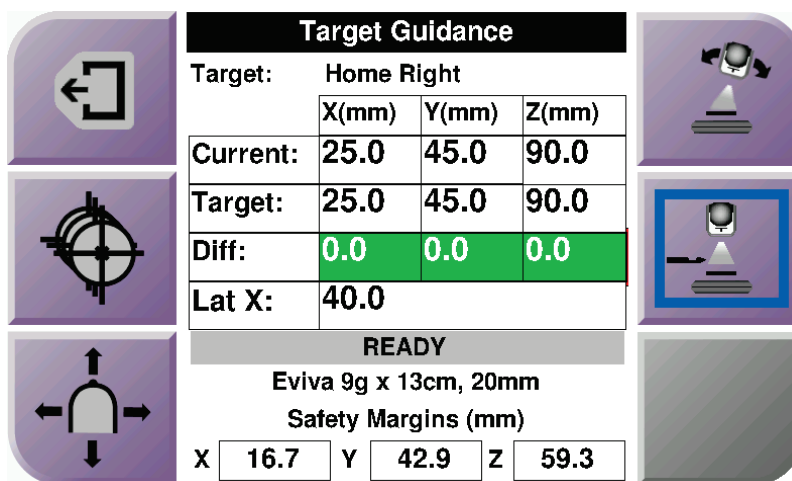 Target Guidance
Target: Home Right
X(mm) Y(mm) Z(mm)
Current: 25.0 45.0 90.0
Target: 25.0 45.0 90.0
Diff: 0.0 0.0 0.0
Lat X: 40.0
READY
Eviva 9g x 13cm, 20mm
Safety Margins (mm)
X 16.7 Y 42.9 Z 59.3